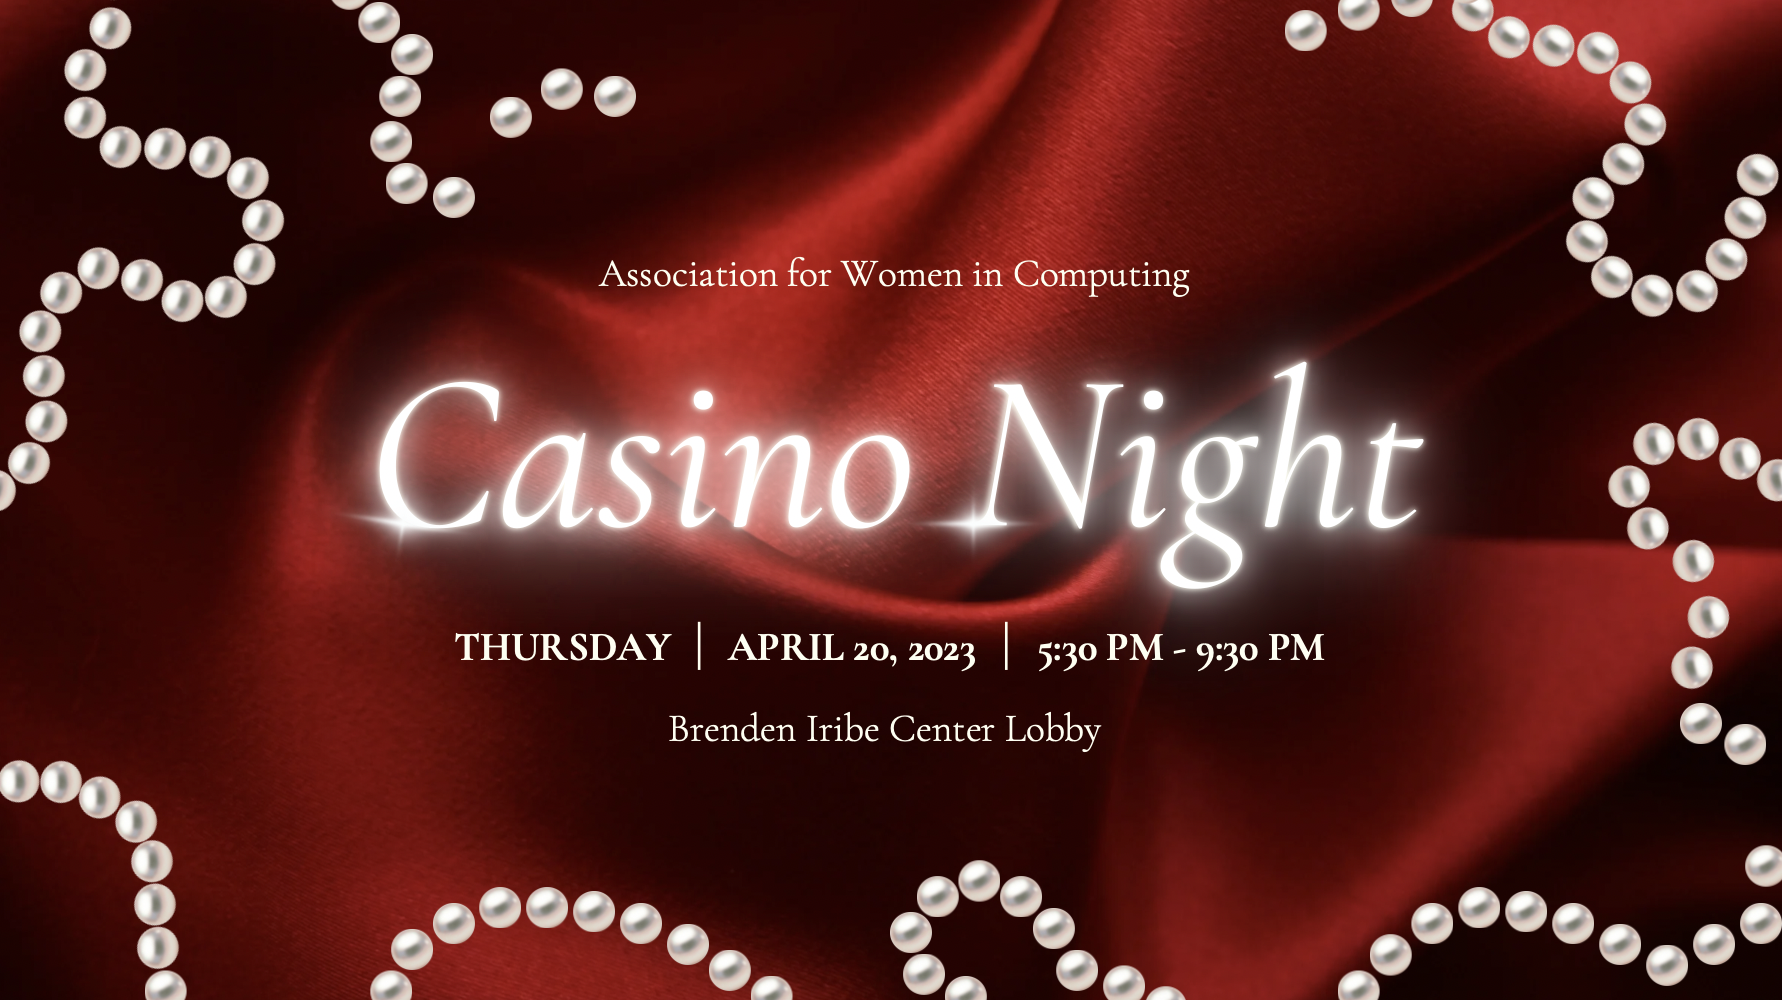 Association for Women in Computing
Casino Night
THURSDAY | APRIL 20, 2023 | 5:30 PM - 9:30 PM
Brenden Iribe Center Lobby